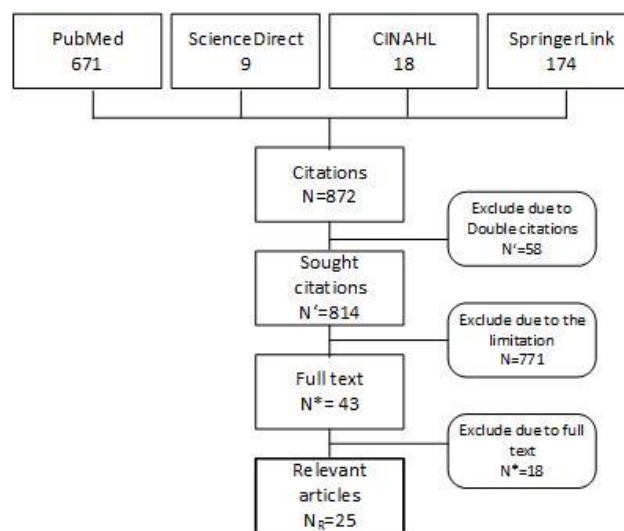 PubMed
671
ScienceDirect
9
CINAHL
18
SpringerLink
174
Citations
N=872
Exclude due to
Double citations
N‘=58
Sought
citations
N‘=814
Exclude due to the
limitation
N=771
Full text
N*= 43
Exclude due to full
text
N*=18
Relevant
articles
NR=25